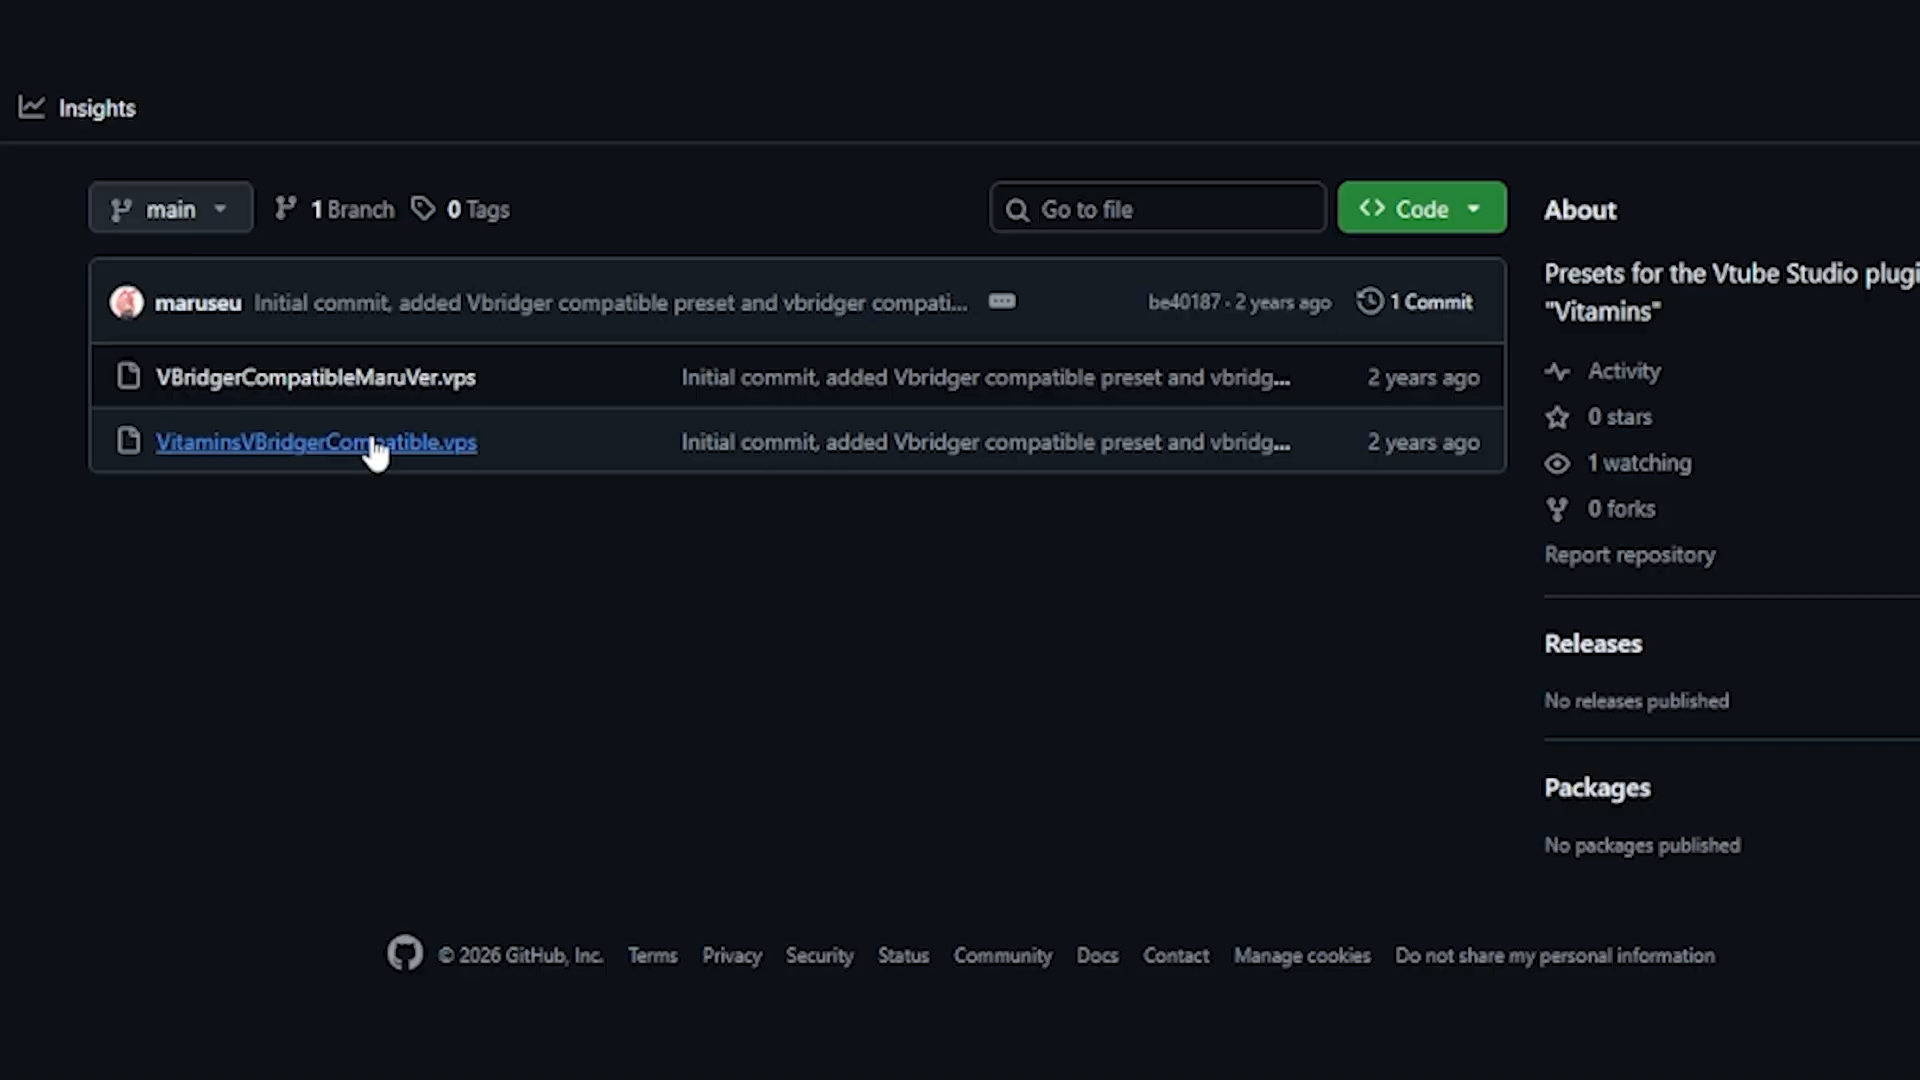 Insights
main
1 Branch
0 Tags
Go to file
Code
maruseu Initial commit, added Vbridger compatible preset and vbridger compati...
be40187 · 2 years ago
1 Commit
VBridgerCompatibleMaruVer.vps
Initial commit, added Vbridger compatible preset and vbridg...
2 years ago
VitaminsVBridgerCompatible.vps
Initial commit, added Vbridger compatible preset and vbridg...
2 years ago
About
Presets for the Vtube Studio plugi
"Vitamins"
Activity
0 stars
1 watching
0 forks
Report repository
Releases
No releases published
Packages
No packages published
© 2026 GitHub, Inc. Terms Privacy Security Status Community Docs Contact Manage cookies Do not share my personal information